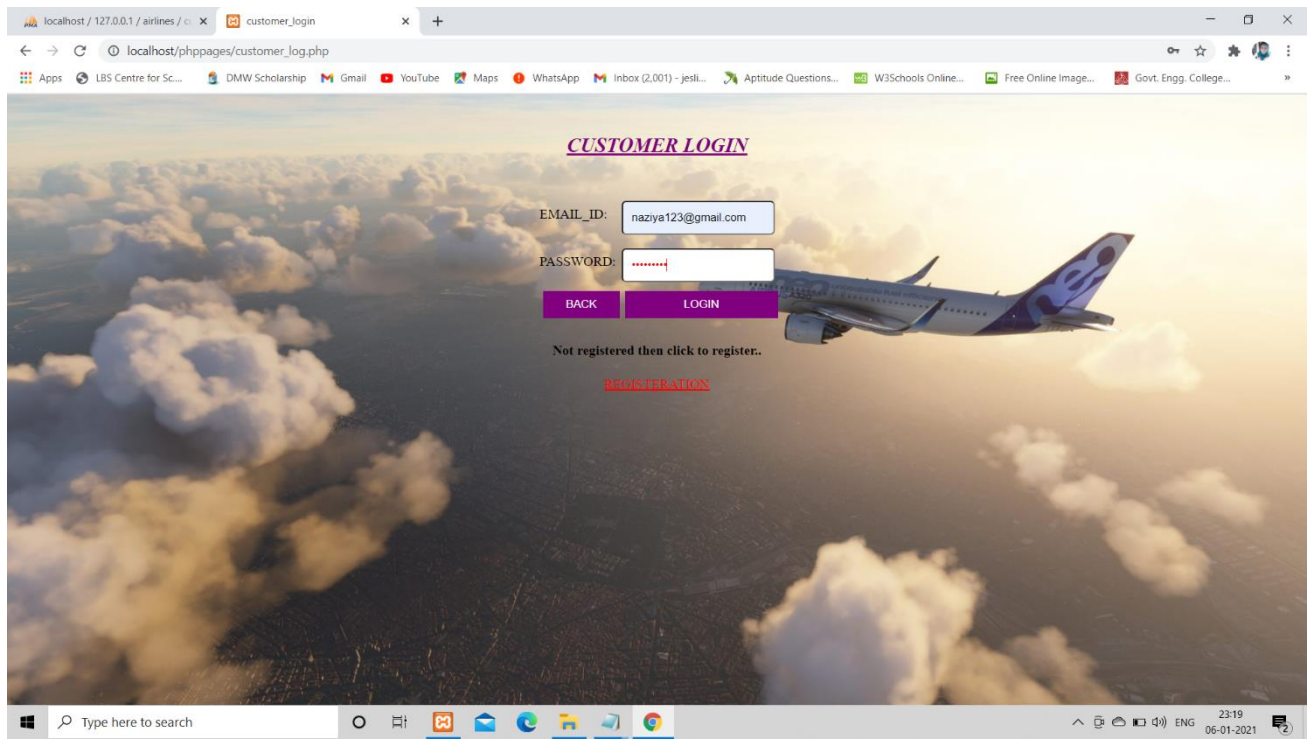 localhost / 127.0.0.1 / airlines / cu
customer_login
localhost/phppages/customer_log.php
Apps LBS Centre for Sc.... DMW Scholarship Gmail YouTube Maps WhatsApp Inbox (2,001) - jesli... Aptitude Questions... W3Schools Online... Free Online Image... Govt. Engg. College... »
CUSTOMER LOGIN
EMAIL_ID: naziya123@gmail.com
PASSWORD: •••••••••
BACK LOGIN
Not registered then click to register..
REGISTERATION
neo
Type here to search
ENG 23:19
06-01-2021
2